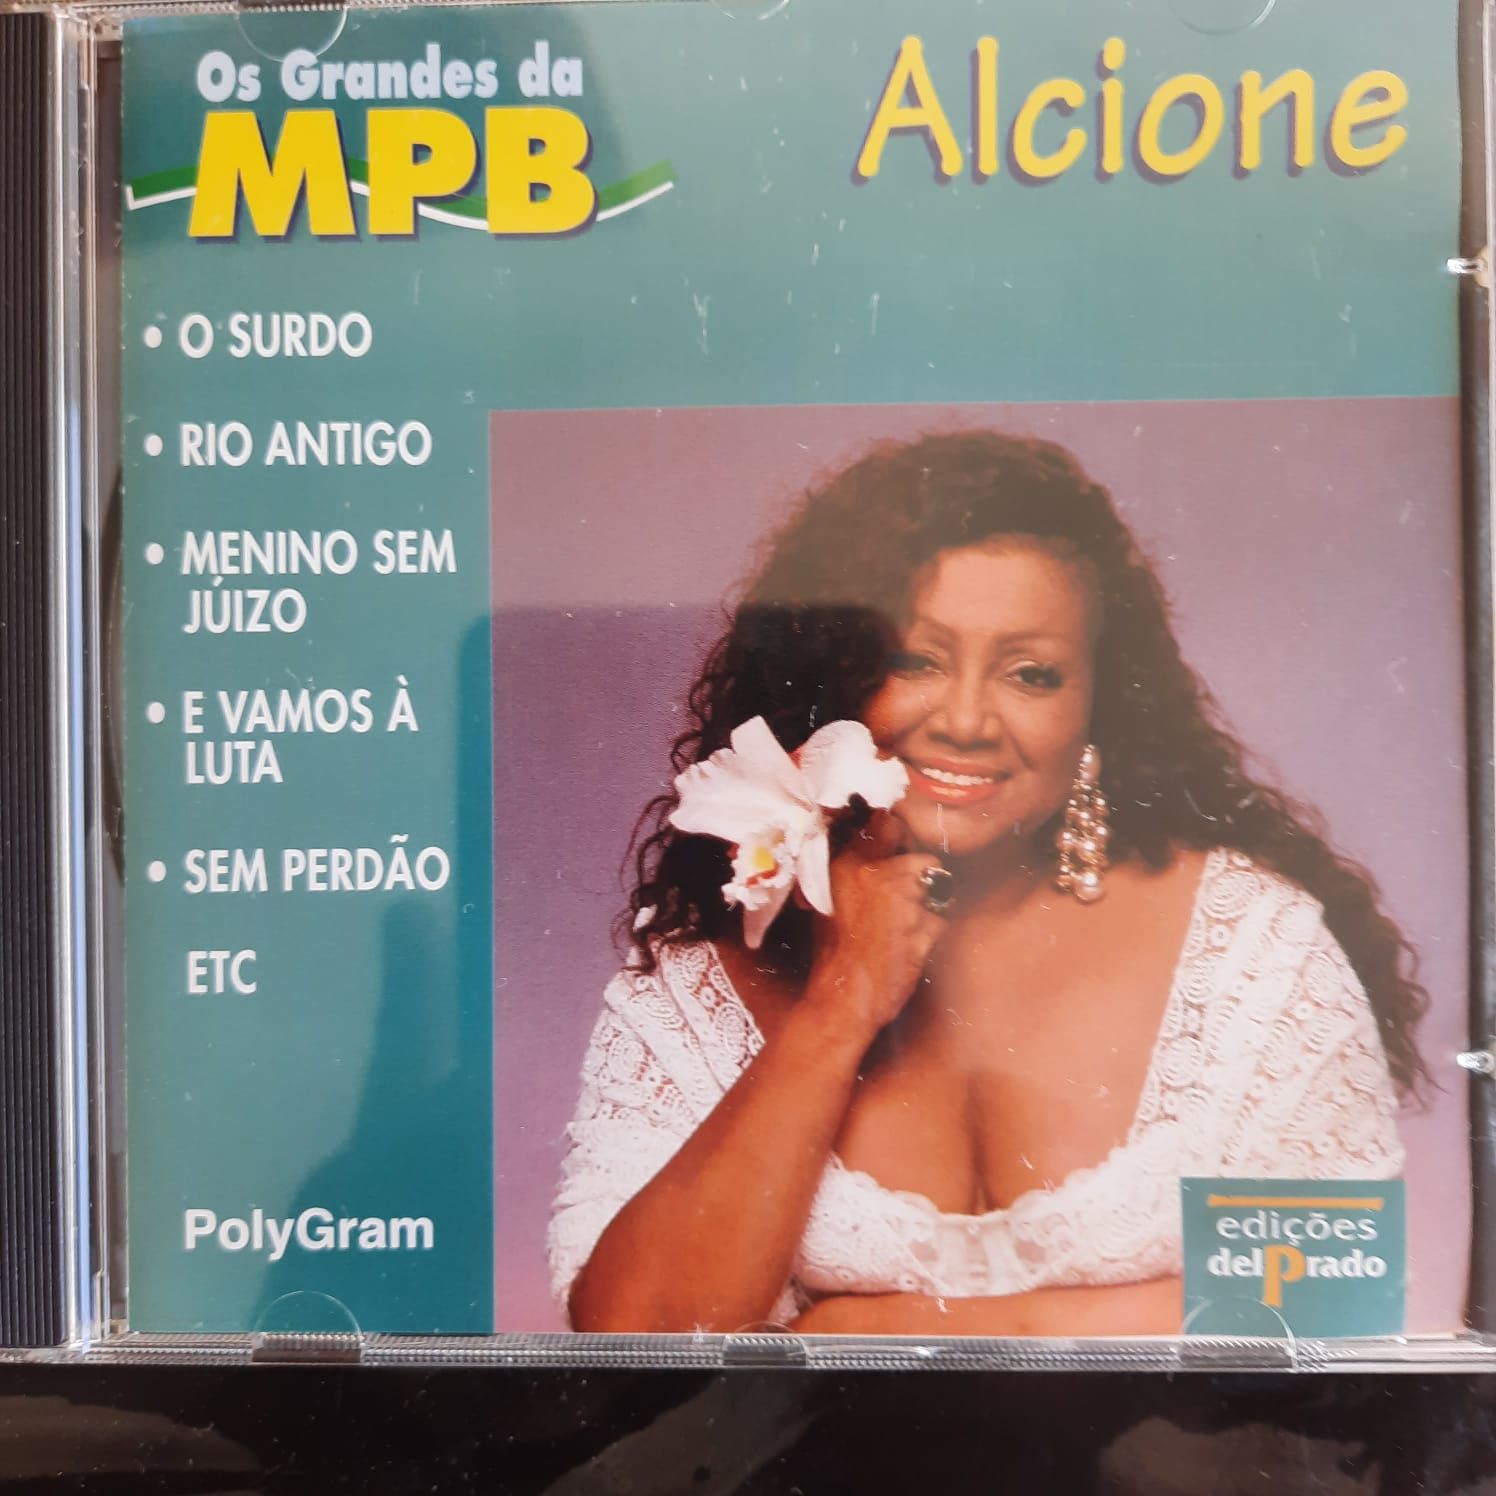 Os Grandes da
MPB
Alcione
• O SURDO
• RIO ANTIGO
• MENINO SEM
JÚIZO
• E VAMOS À
LUTA
• SEM PERDÃO
ETC
PolyGram
edições
delPrado